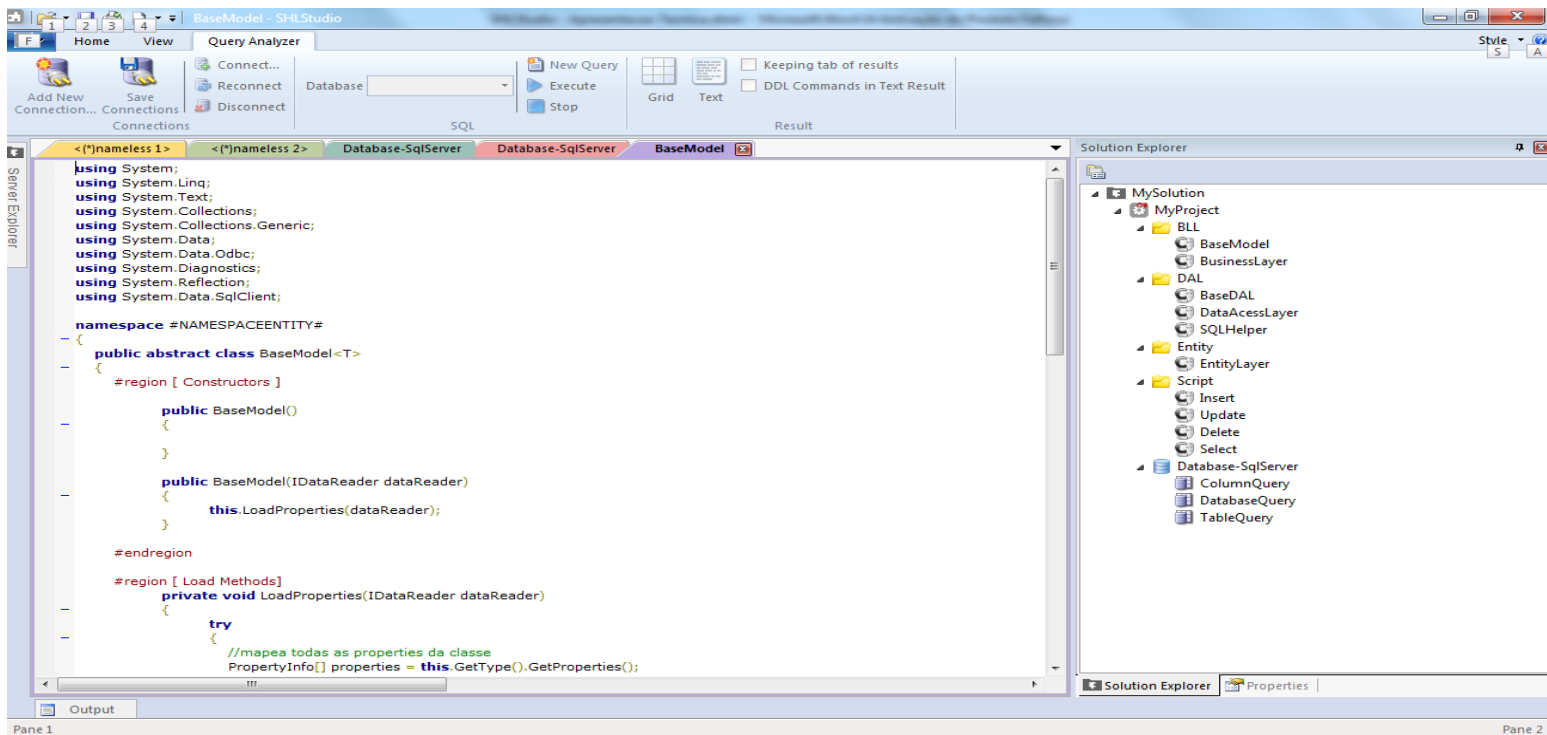 BaseModel - SHLStudio
1 2 3 4
F Home View Query Analyzer Style S A
Add New Connection...
Save Connections
Connect...
Reconnect
Disconnect
Connections
Database
New Query
Execute
Stop
SQL
Grid
Text
Keeping tab of results
DDL Commands in Text Result
Result
Server Explorer
<(*)nameless 1> <(*)nameless 2> Database-SqlServer Database-SqlServer BaseModel
using System;
using System.Linq;
using System.Text;
using System.Collections;
using System.Collections.Generic;
using System.Data;
using System.Data.Odbc;
using System.Diagnostics;
using System.Reflection;
using System.Data.SqlClient;
namespace #NAMESPACEENTITY#
{
public abstract class BaseModel<T>
{
#region [ Constructors ]
public BaseModel()
{
}
public BaseModel(IDataReader dataReader)
{
this.LoadProperties(dataReader);
}
#endregion
#region [ Load Methods]
private void LoadProperties(IDataReader dataReader)
{
try
{
//mapea todas as properties da classe
PropertyInfo[] properties = this.GetType().GetProperties();
Solution Explorer
MySolution
MyProject
BLL
BaseModel
BusinessLayer
DAL
BaseDAL
DataAcessLayer
SQLHelper
Entity
EntityLayer
Script
Insert
Update
Delete
Select
Database-SqlServer
ColumnQuery
DatabaseQuery
TableQuery
Solution Explorer Properties
Output
Pane 1 Pane 2